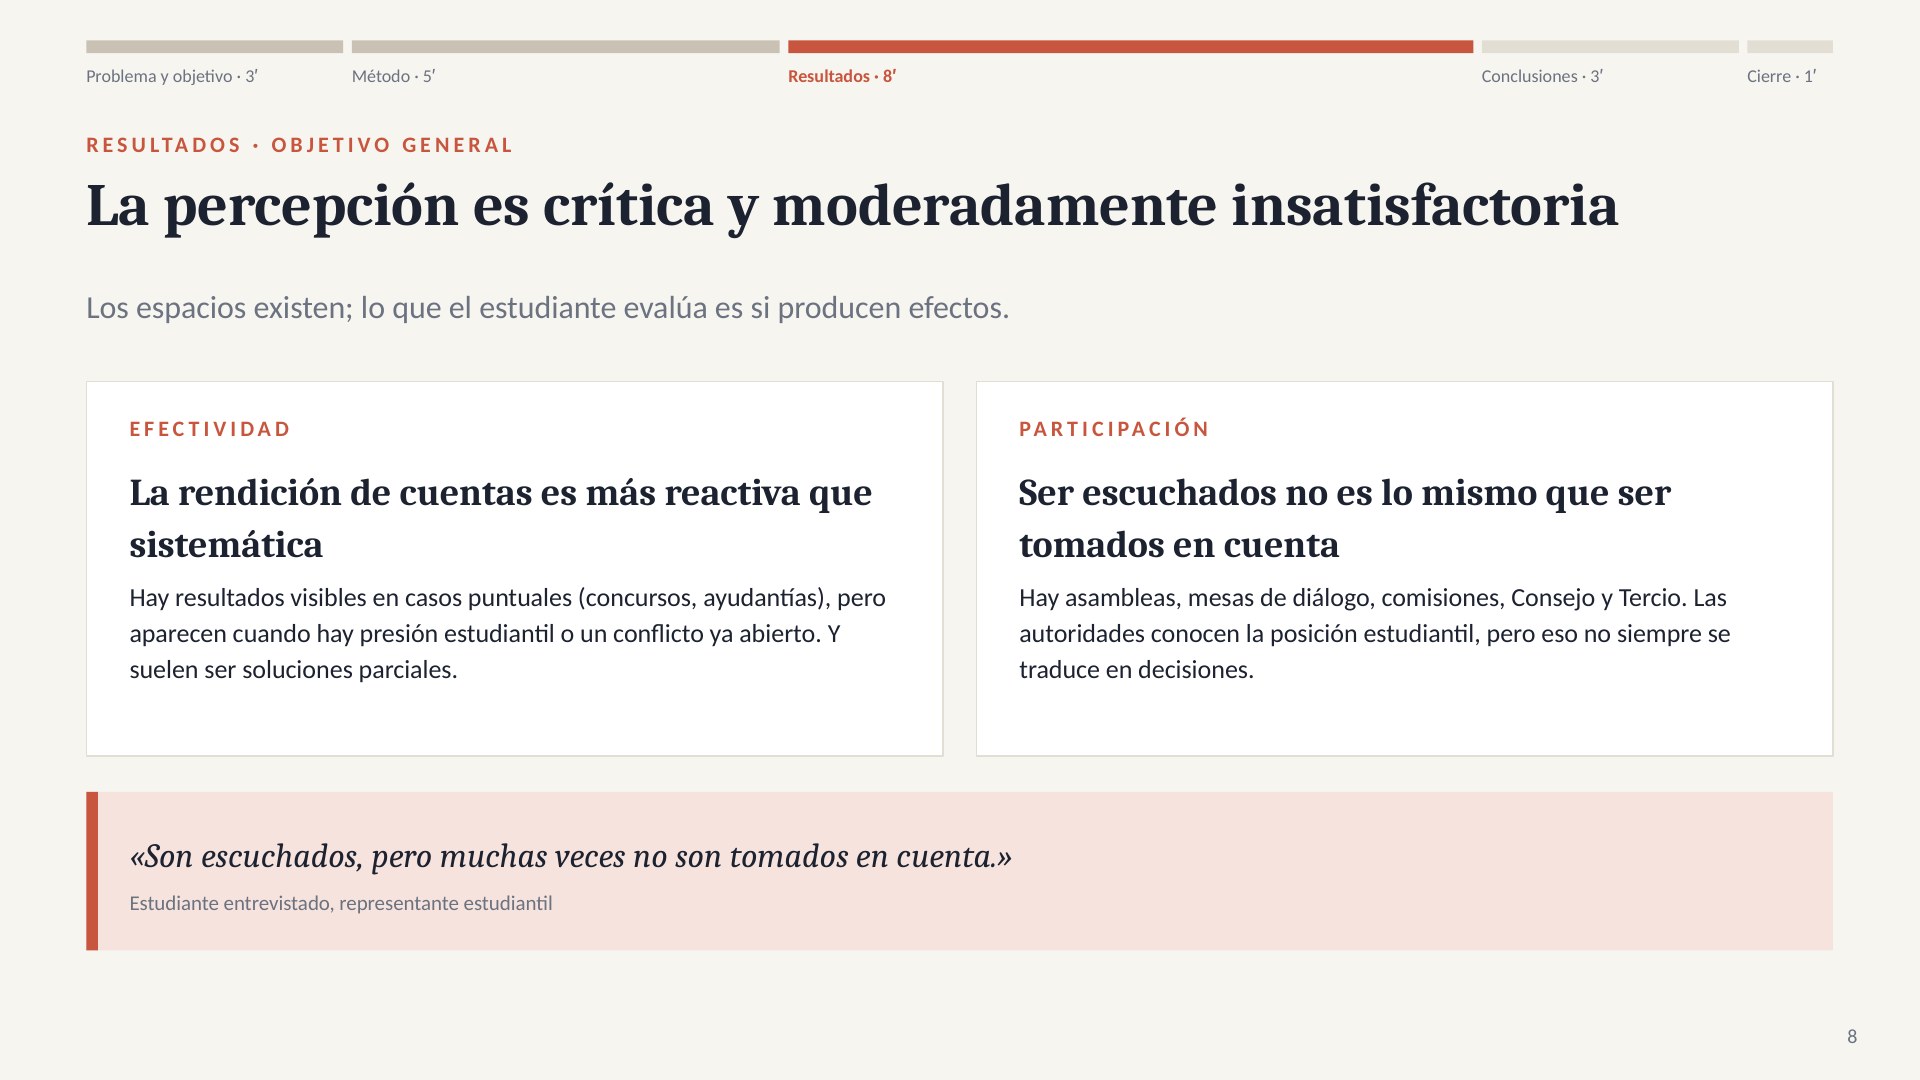 Problema y objetivo · 3′
Método · 5′
Resultados · 8′
Conclusiones · 3′
Cierre · 1′
RESULTADOS · OBJETIVO GENERAL
La percepción es crítica y moderadamente insatisfactoria
Los espacios existen; lo que el estudiante evalúa es si producen efectos.
EFECTIVIDAD
La rendición de cuentas es más reactiva que
sistemática
Hay resultados visibles en casos puntuales (concursos, ayudantías), pero
aparecen cuando hay presión estudiantil o un conflicto ya abierto. Y
suelen ser soluciones parciales.
PARTICIPACIÓN
Ser escuchados no es lo mismo que ser
tomados en cuenta
Hay asambleas, mesas de diálogo, comisiones, Consejo y Tercio. Las
autoridades conocen la posición estudiantil, pero eso no siempre se
traduce en decisiones.
«Son escuchados, pero muchas veces no son tomados en cuenta.»
Estudiante entrevistado, representante estudiantil
8